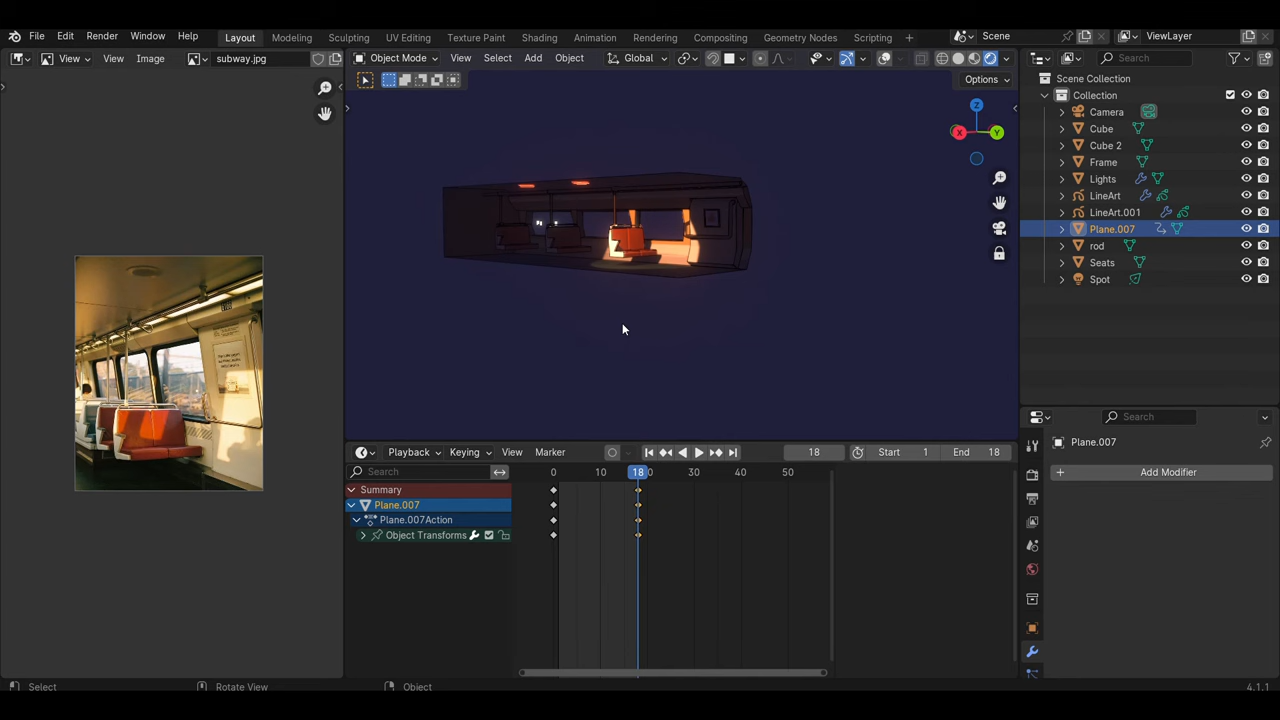 File Edit Render Window Help Layout Modeling Sculpting UV Editing Texture Paint Shading Animation Rendering Compositing Geometry Nodes Scripting + Scene ViewLayer
View View Image subway.jpg
Object Mode View Select Add Object Global
Options
Z
X Y
Search
Scene Collection
Collection
Camera
Cube
Cube 2
Frame
Lights
LineArt
LineArt.001
Plane.007
rod
Seats
Spot
Playback Keying View Marker 18 Start 1 End 18
Search 0 10 18 20 30 40 50
Summary
Plane.007
Plane.007Action
Object Transforms
Search
Plane.007
+ Add Modifier
Select Rotate View Object 4.1.1